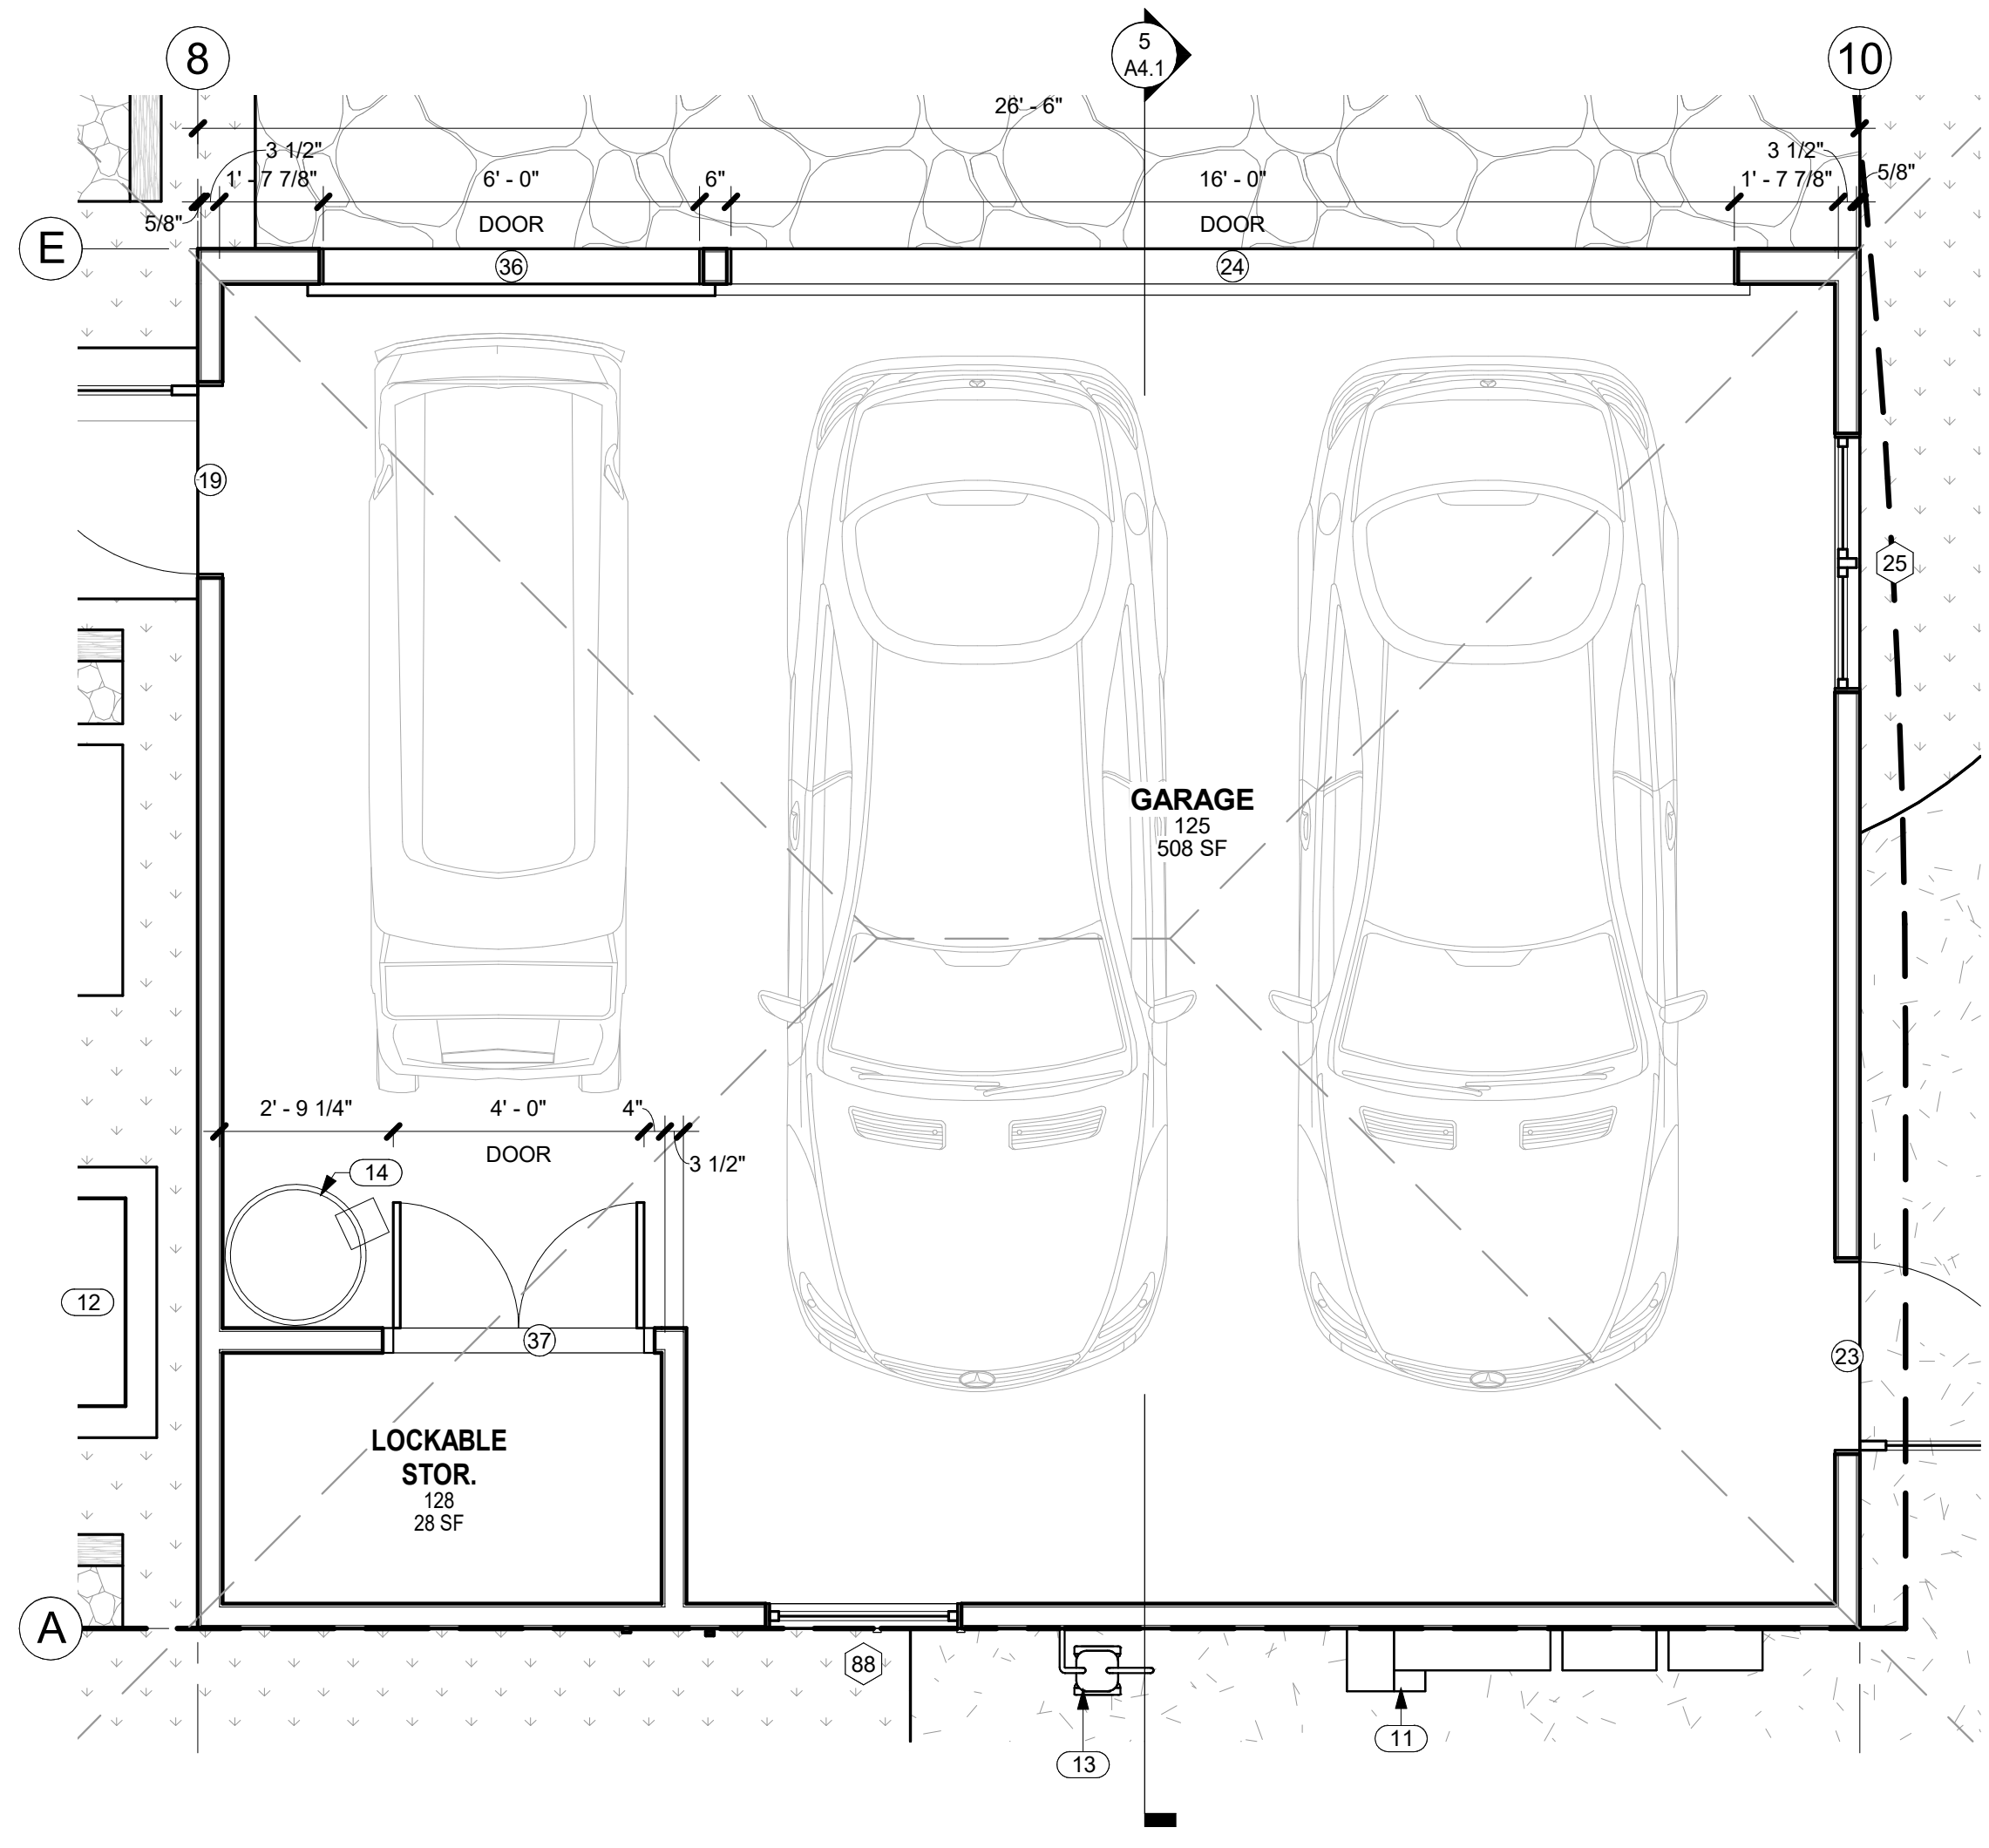 8
5
A4.1
10
26' - 6"
3 1/2"
3 1/2"
1' - 7 7/8"
6' - 0"
6"
16' - 0"
1' - 7 7/8"
5/8"
5/8"
DOOR
DOOR
E
36
24
19
25
GARAGE
125
508 SF
2' - 9 1/4"
4' - 0"
4"
DOOR
3 1/2"
14
12
37
23
LOCKABLE
STOR.
128
28 SF
A
88
13
11